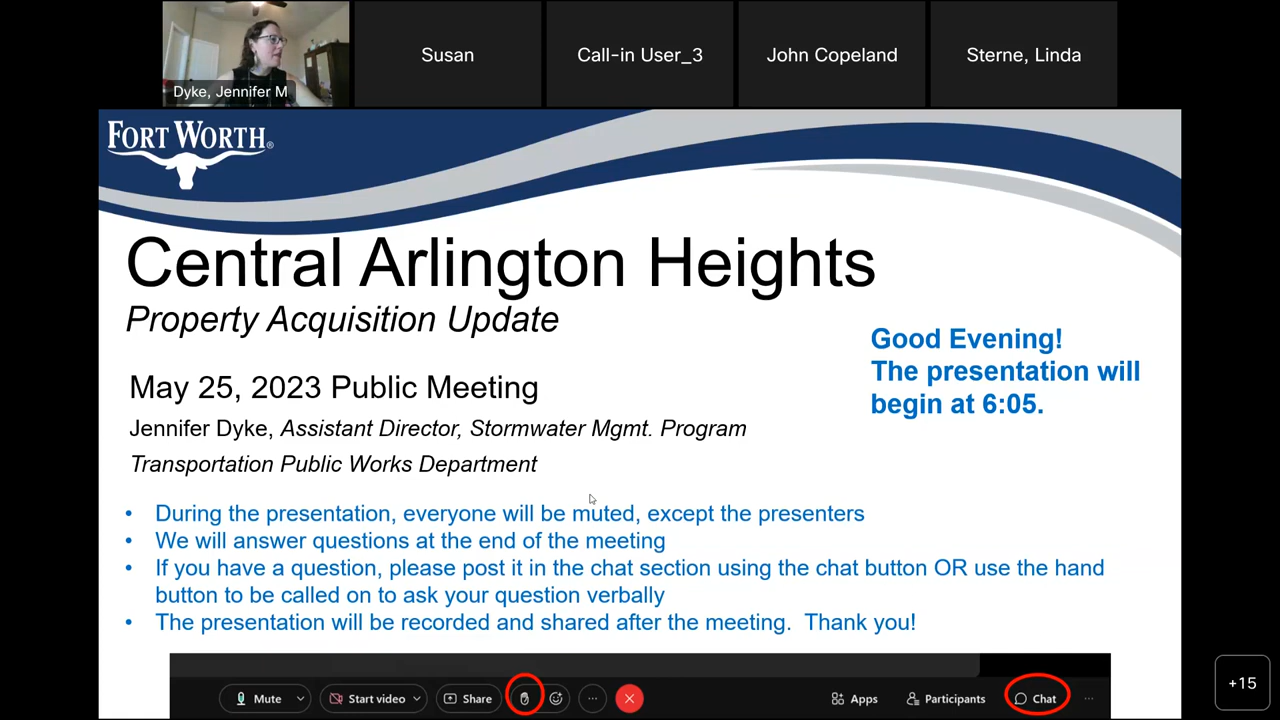 Susan
Call-in User_3
John Copeland
Sterne, Linda
Dyke, Jennifer M
FORT WORTH®
Central Arlington Heights
Property Acquisition Update
Good Evening!
The presentation will
begin at 6:05.
May 25, 2023 Public Meeting
Jennifer Dyke, Assistant Director, Stormwater Mgmt. Program
Transportation Public Works Department
• During the presentation, everyone will be muted, except the presenters
• We will answer questions at the end of the meeting
• If you have a question, please post it in the chat section using the chat button OR use the hand
button to be called on to ask your question verbally
• The presentation will be recorded and shared after the meeting. Thank you!
Mute Start video Share Apps Participants Chat
+15